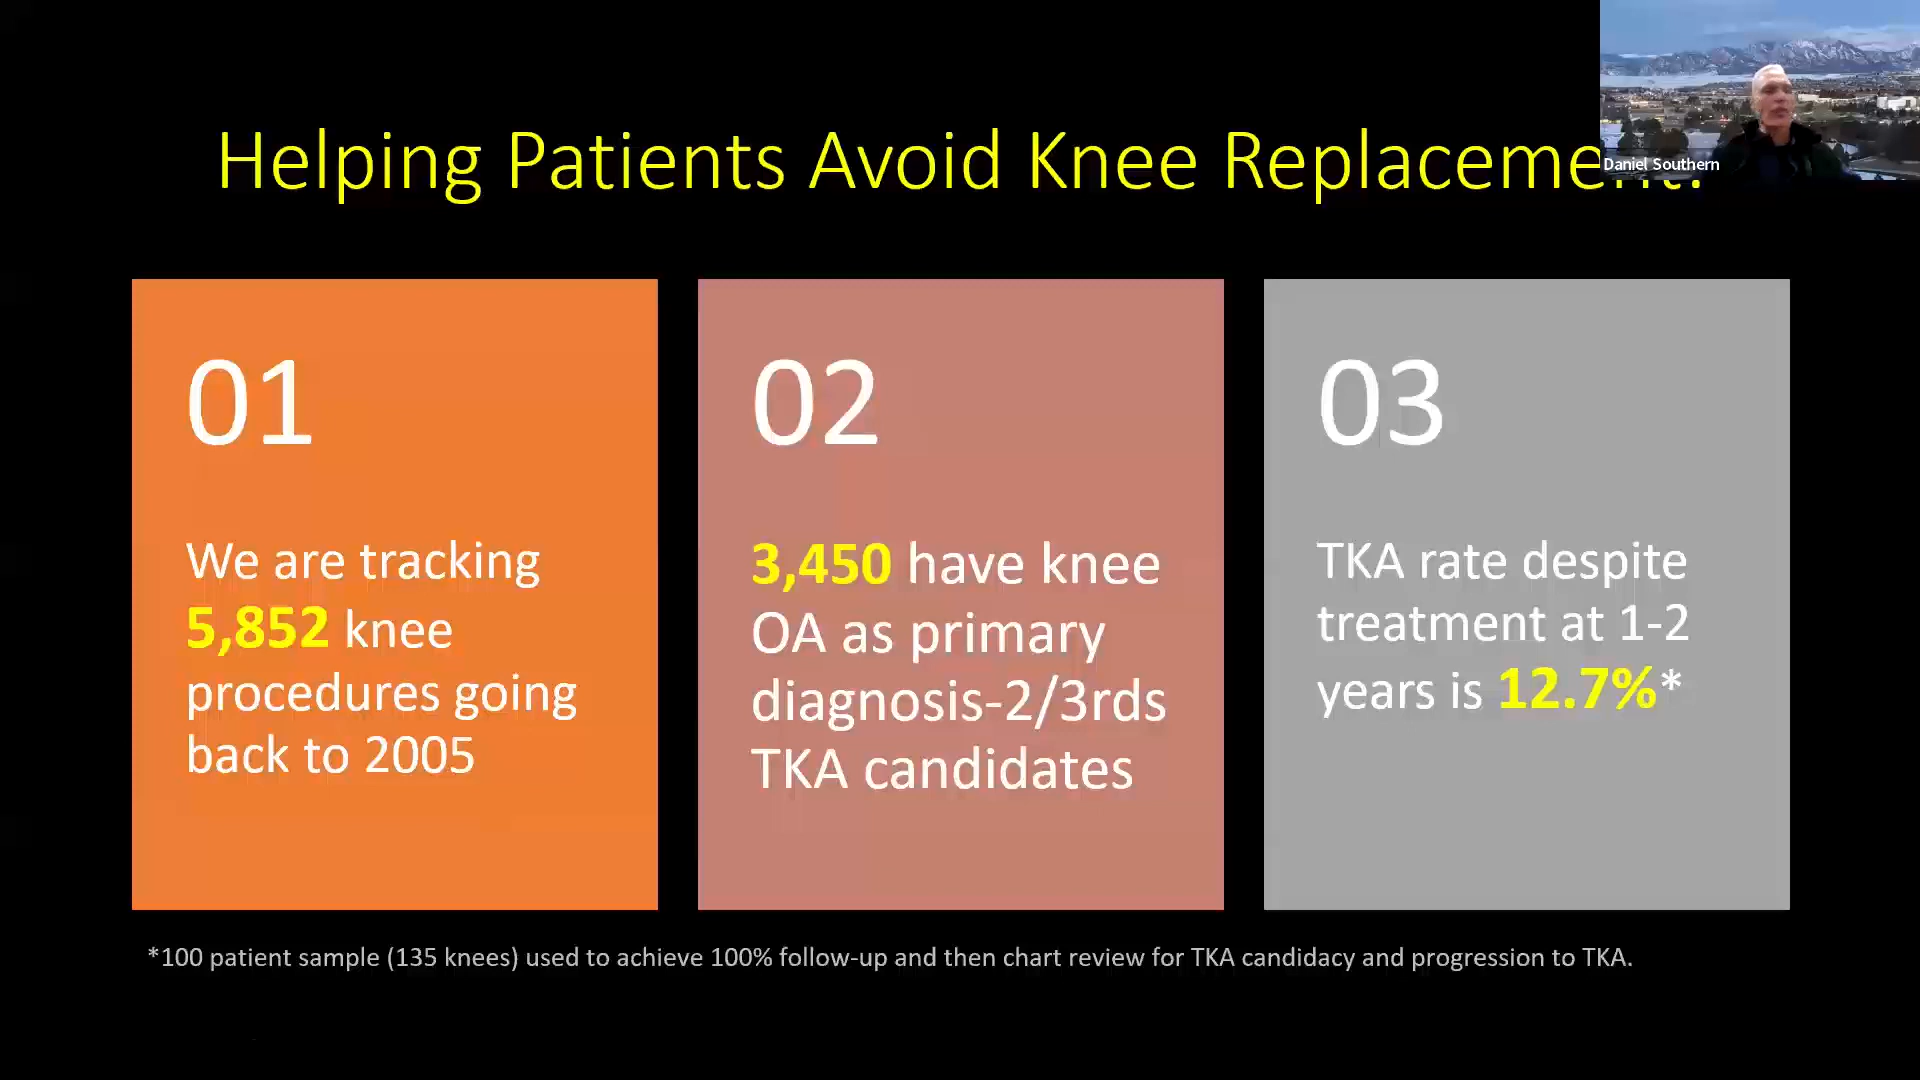 Helping Patients Avoid Knee Replacement!
Daniel Southern
01
We are tracking
5,852 knee
procedures going
back to 2005
02
3,450 have knee
OA as primary
diagnosis-2/3rds
TKA candidates
03
TKA rate despite
treatment at 1-2
years is 12.7%*
*100 patient sample (135 knees) used to achieve 100% follow-up and then chart review for TKA candidacy and progression to TKA.